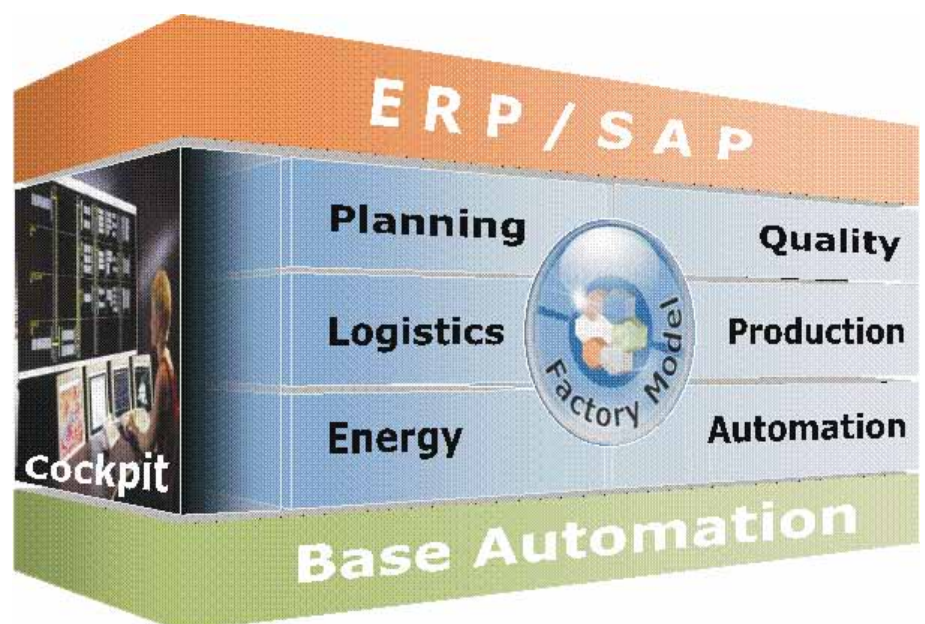 ERP/SAP
Planning
Quality
Logistics
Production
Factory Model
Energy
Automation
Cockpit
Base Automation